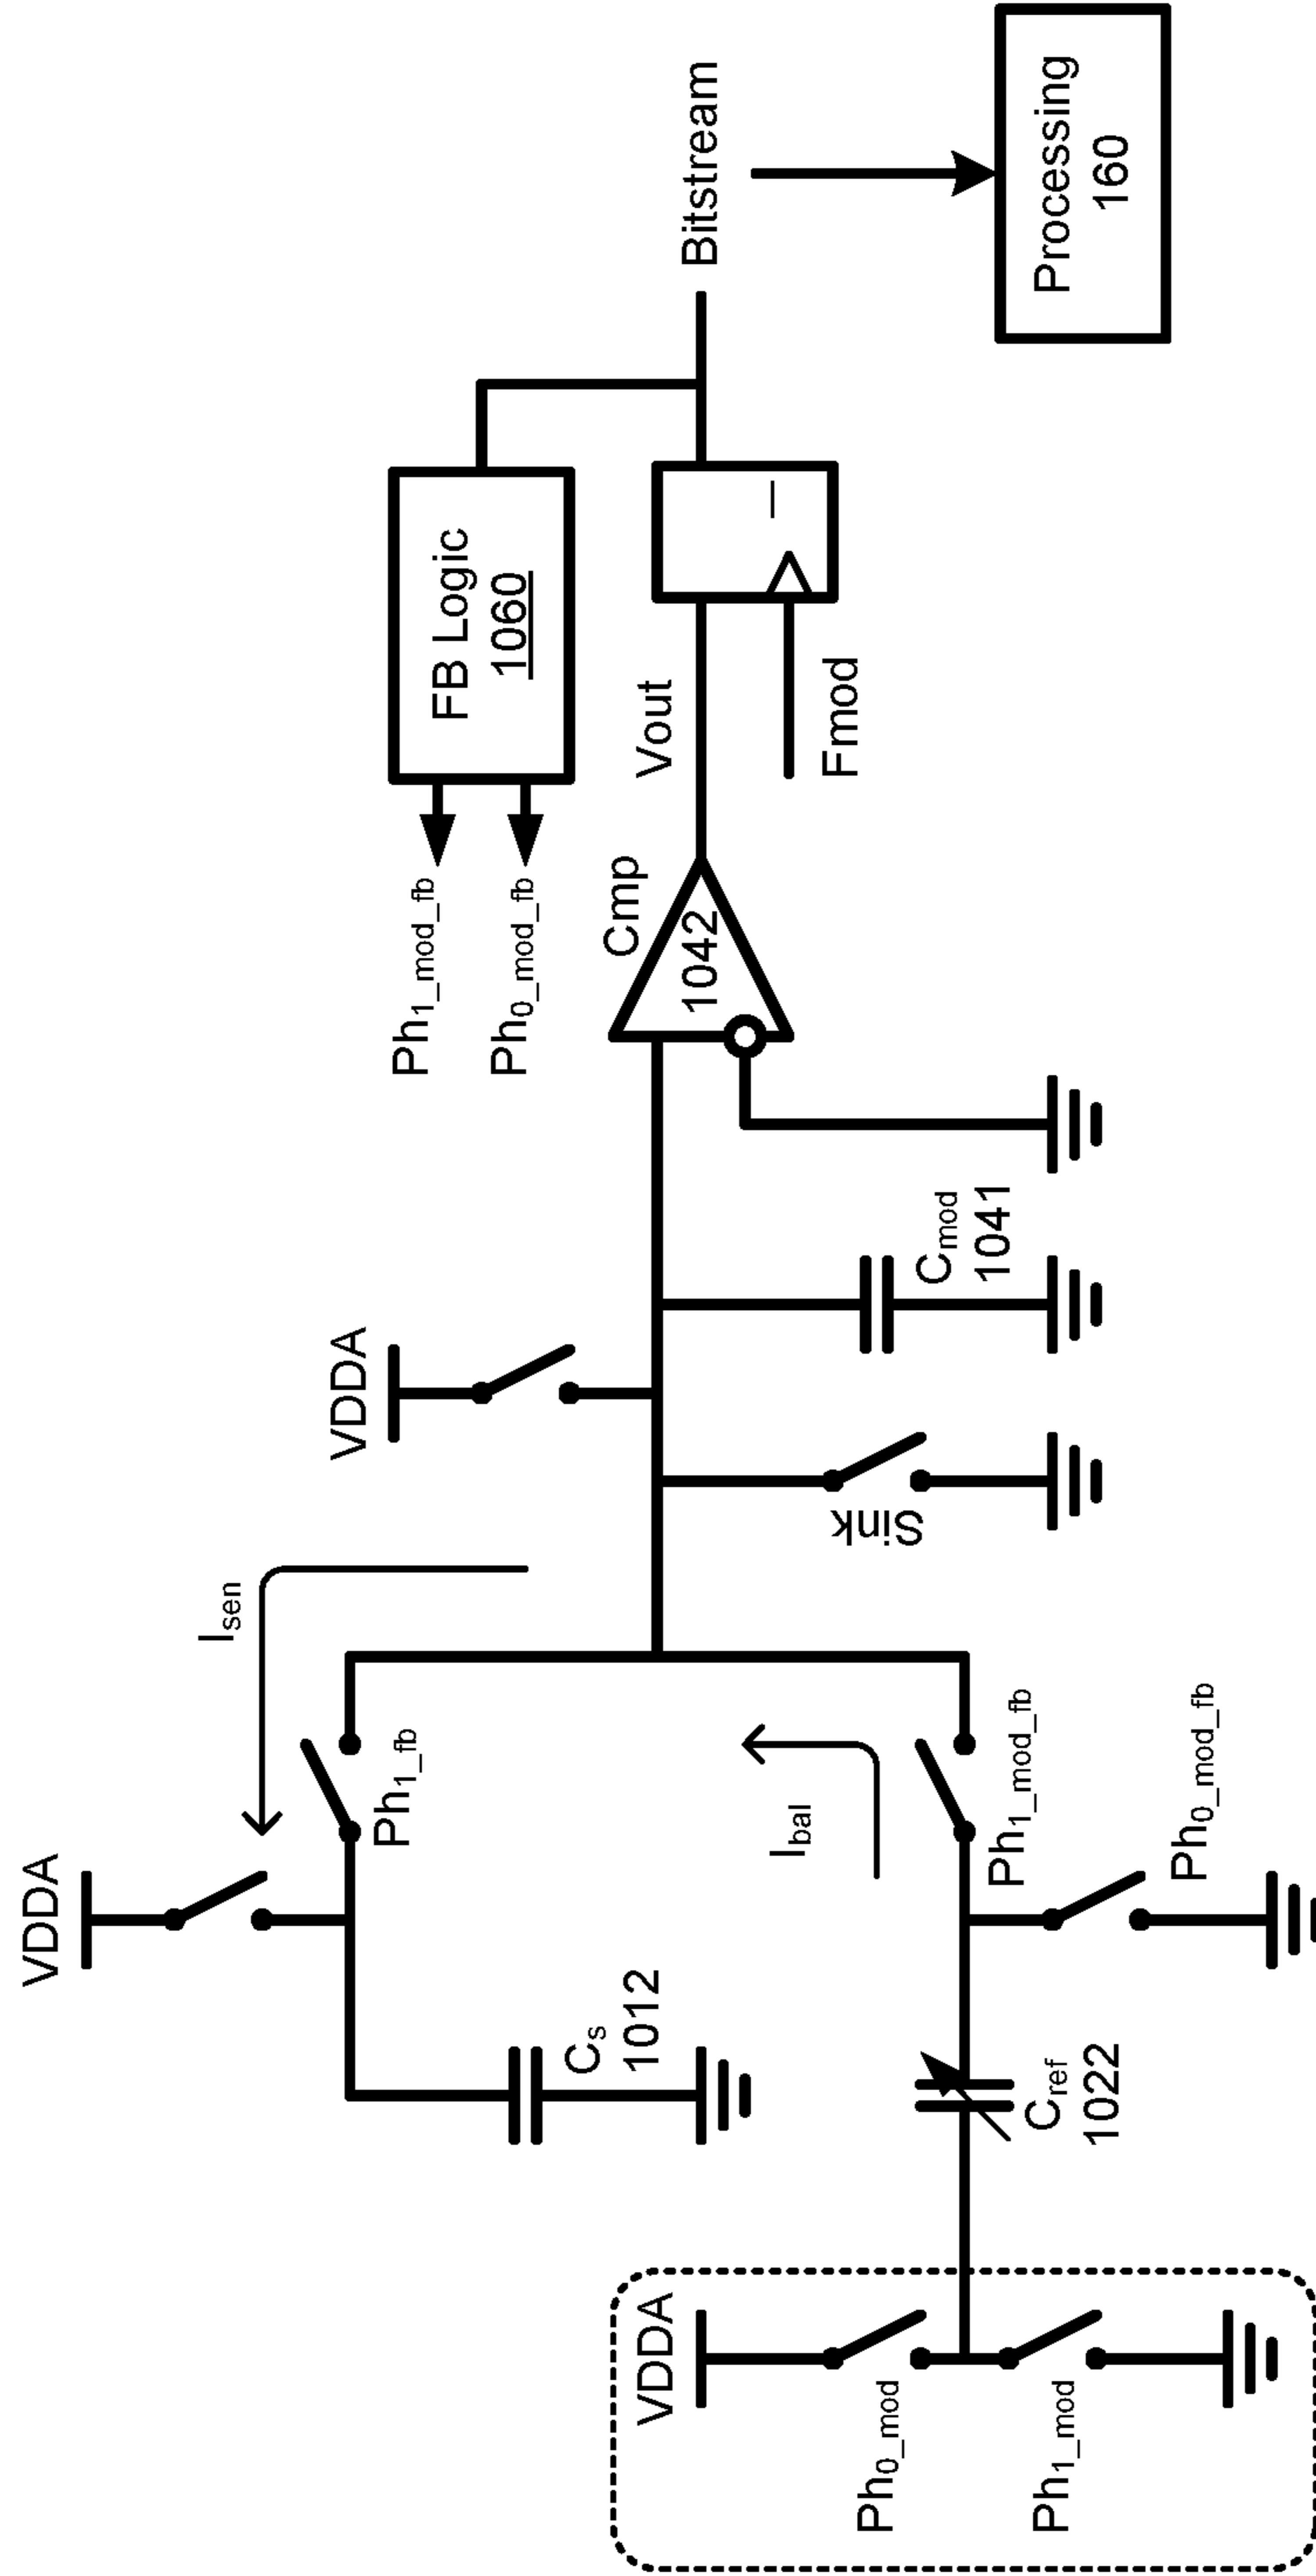 VDDA
Ph0_mod
Ph1_mod
Cref
1022
Cs
1012
VDDA
Ph1_fb
Isen
Ibal
Ph1_mod_fb
Ph0_mod_fb
Sink
VDDA
Cmod
1041
Cmp
1042
Ph1_mod_fb
Ph0_mod_fb
FB Logic
1060
Vout
Fmod
Bitstream
Processing
160